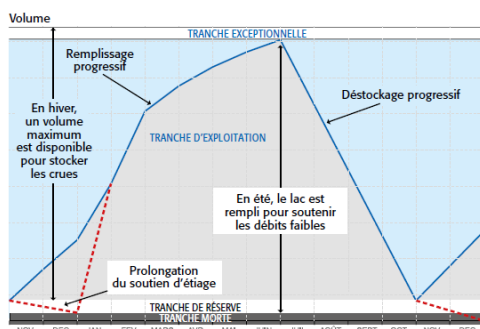 Volume
TRANCHE EXCEPTIONNELLE
Remplissage
progressif
Déstockage progressif
En hiver,
un volume
maximum
est disponible
pour stocker
les crues
TRANCHE D'EXPLOITATION
En été, le lac est
rempli pour soutenir
les débits faibles
Prolongation
du soutien d'étiage
TRANCHE DE RÉSERVE
TRANCHE MORTE